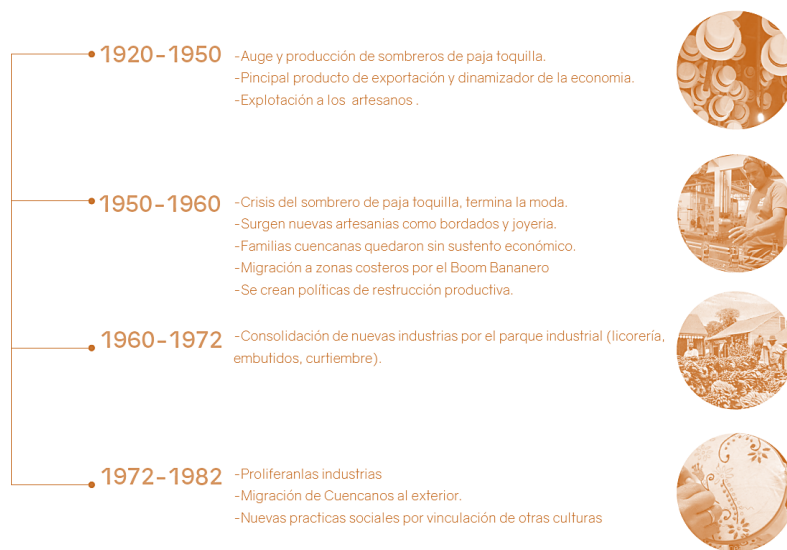 1920-1950
-Auge y producción de sombreros de paja toquilla.
-Pincipal producto de exportación y dinamizador de la economia.
-Explotación a los artesanos .
1950-1960
-Crisis del sombrero de paja toquilla, termina la moda.
-Surgen nuevas artesanias como bordados y joyeria.
-Familias cuencanas quedaron sin sustento económico.
-Migración a zonas costeros por el Boom Bananero
-Se crean políticas de restrucción productiva.
1960-1972
-Consolidación de nuevas industrias por el parque industrial (licorería,
embutidos, curtiembre).
1972-1982
-Proliferanlas industrias
-Migración de Cuencanos al exterior.
-Nuevas practicas sociales por vinculación de otras culturas